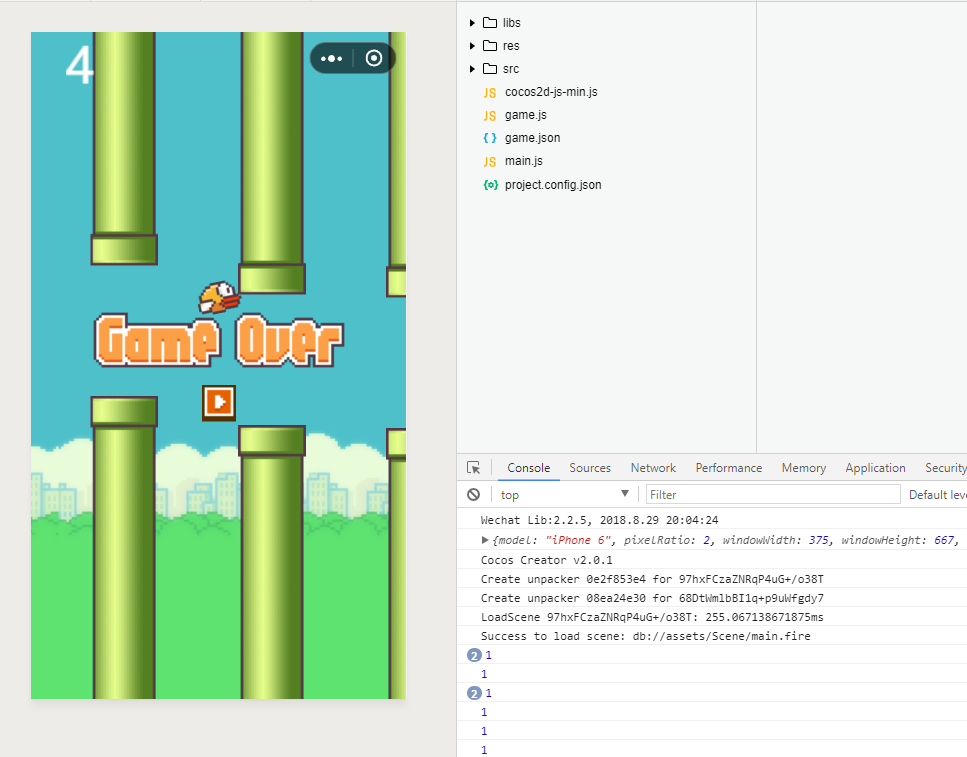 4
Game Over
libs
res
src
JS cocos2d-js-min.js
JS game.js
{ } game.json
JS main.js
{o} project.config.json
Console Sources Network Performance Memory Application Security
top Filter Default leve
Wechat Lib:2.2.5, 2018.8.29 20:04:24
{model: "iPhone 6", pixelRatio: 2, windowWidth: 375, windowHeight: 667,
Cocos Creator v2.0.1
Create unpacker 0e2f853e4 for 97hxFCzaZNRqP4uG+/o38T
Create unpacker 08ea24e30 for 68DtWmlbBI1q+p9uWfgdy7
LoadScene 97hxFCzaZNRqP4uG+/o38T: 255.067138671875ms
Success to load scene: db://assets/Scene/main.fire
2 1
1
2 1
1
1
1